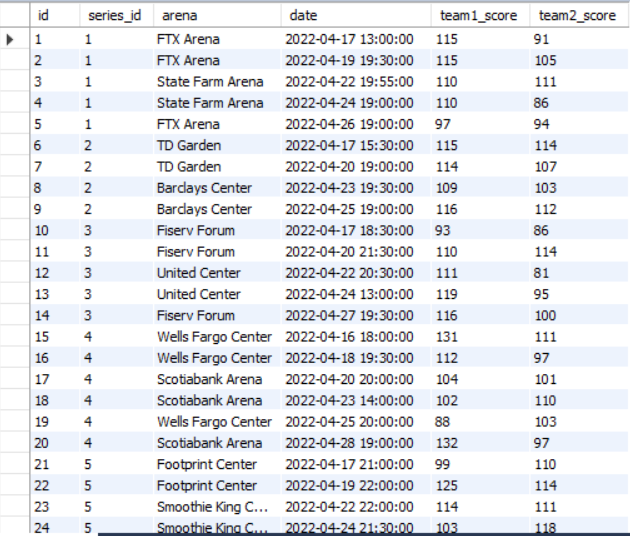 id series_id arena date team1_score team2_score
1 1 FTX Arena 2022-04-17 13:00:00 115 91
2 1 FTX Arena 2022-04-19 19:30:00 115 105
3 1 State Farm Arena 2022-04-22 19:55:00 110 111
4 1 State Farm Arena 2022-04-24 19:00:00 110 86
5 1 FTX Arena 2022-04-26 19:00:00 97 94
6 2 TD Garden 2022-04-17 15:30:00 115 114
7 2 TD Garden 2022-04-20 19:00:00 114 107
8 2 Barclays Center 2022-04-23 19:30:00 109 103
9 2 Barclays Center 2022-04-25 19:00:00 116 112
10 3 Fiserv Forum 2022-04-17 18:30:00 93 86
11 3 Fiserv Forum 2022-04-20 21:30:00 110 114
12 3 United Center 2022-04-22 20:30:00 111 81
13 3 United Center 2022-04-24 13:00:00 119 95
14 3 Fiserv Forum 2022-04-27 19:30:00 116 100
15 4 Wells Fargo Center 2022-04-16 18:00:00 131 111
16 4 Wells Fargo Center 2022-04-18 19:30:00 112 97
17 4 Scotiabank Arena 2022-04-20 20:00:00 104 101
18 4 Scotiabank Arena 2022-04-23 14:00:00 102 110
19 4 Wells Fargo Center 2022-04-25 20:00:00 88 103
20 4 Scotiabank Arena 2022-04-28 19:00:00 132 97
21 5 Footprint Center 2022-04-17 21:00:00 99 110
22 5 Footprint Center 2022-04-19 22:00:00 125 114
23 5 Smoothie King C... 2022-04-22 22:00:00 114 111
24 5 Smoothie King C... 2022-04-24 21:30:00 103 118